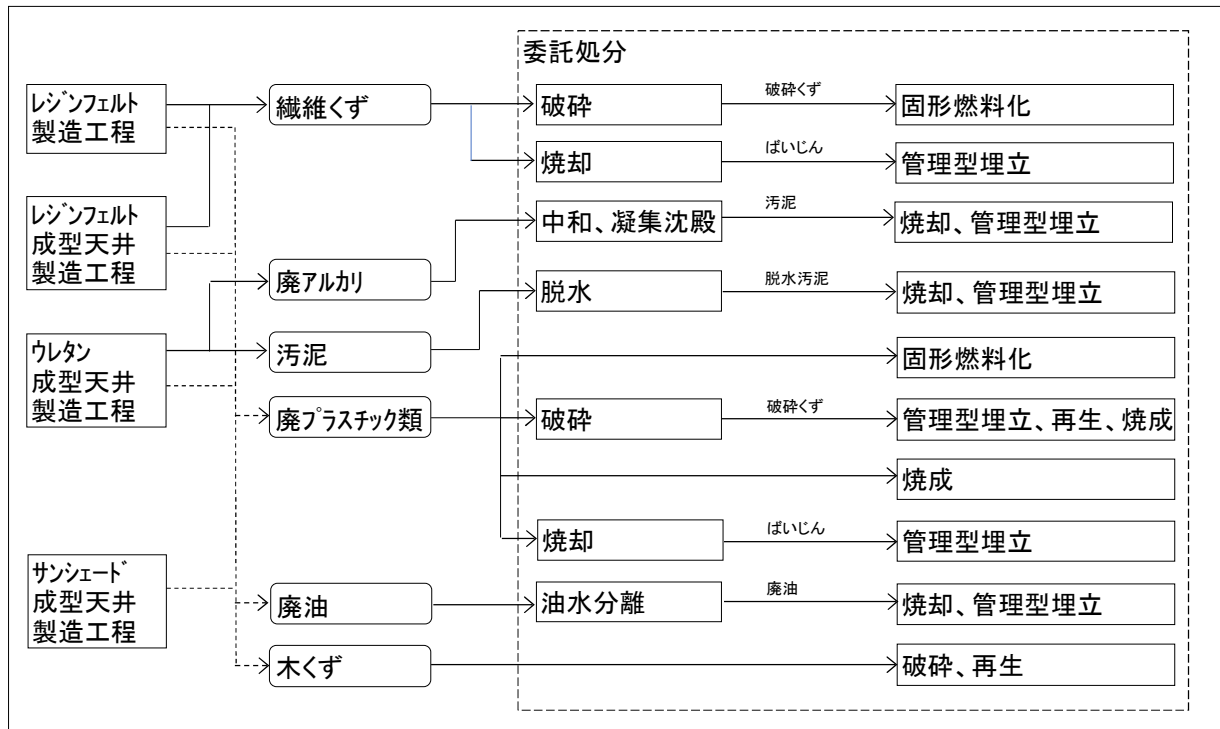 委託処分
レジンフェルト
製造工程
繊維くず
破砕
破砕くず
固形燃料化
焼却
ばいじん
管理型埋立
レジンフェルト
成型天井
製造工程
中和、凝集沈殿
汚泥
焼却、管理型埋立
廃アルカリ
脱水
脱水汚泥
焼却、管理型埋立
ウレタン
成型天井
製造工程
汚泥
固形燃料化
廃プラスチック類
破砕
破砕くず
管理型埋立、再生、焼成
焼成
焼却
ばいじん
管理型埋立
サンシェード
成型天井
製造工程
廃油
油水分離
廃油
焼却、管理型埋立
木くず
破砕、再生